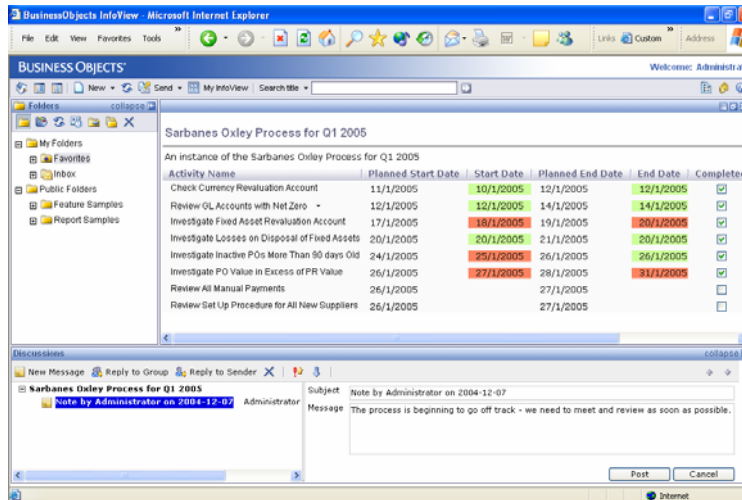 BusinessObjects InfoView - Microsoft Internet Explorer
File Edit View Favorites Tools » Links Custom » Address
BUSINESS OBJECTS Welcome: Administrat
New Send My InfoView Search title
Folders collapse
My Folders
Favorites
Inbox
Public Folders
Feature Samples
Report Samples
Sarbanes Oxley Process for Q1 2005
An instance of the Sarbanes Oxley Process for Q1 2005
Activity Name Planned Start Date Start Date Planned End Date End Date Completed
Check Currency Revaluation Account 11/1/2005 10/1/2005 12/1/2005 12/1/2005
Review GL Accounts with Net Zero 12/1/2005 12/1/2005 14/1/2005 14/1/2005
Investigate Fixed Asset Revaluation Account 17/1/2005 18/1/2005 19/1/2005 20/1/2005
Investigate Losses on Disposal of Fixed Assets 20/1/2005 20/1/2005 21/1/2005 20/1/2005
Investigate Inactive POs More Than 90 days Old 24/1/2005 25/1/2005 26/1/2005 26/1/2005
Investigate PO Value in Excess of PR Value 26/1/2005 27/1/2005 28/1/2005 31/1/2005
Review All Manual Payments 26/1/2005 27/1/2005
Review Set Up Procedure for All New Suppliers 26/1/2005 27/1/2005
Discussions collapse
New Message Reply to Group Reply to Sender
Sarbanes Oxley Process for Q1 2005
Note by Administrator on 2004-12-07 Administrator
Subject Note by Administrator on 2004-12-07
Message The process is beginning to go off track - we need to meet and review as soon as possible.
Post Cancel
Internet